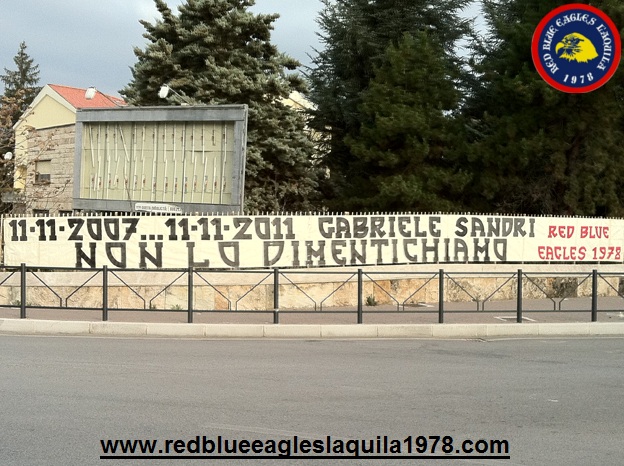 RED BLUE EAGLES L'AQUILA
1978
11-11-2007... 11-11-2011 GABRIELE SANDRI
NON LO DIMENTICHIAMO
RED BLUE
EAGLES 1978
www.redblueeagleslaquila1978.com